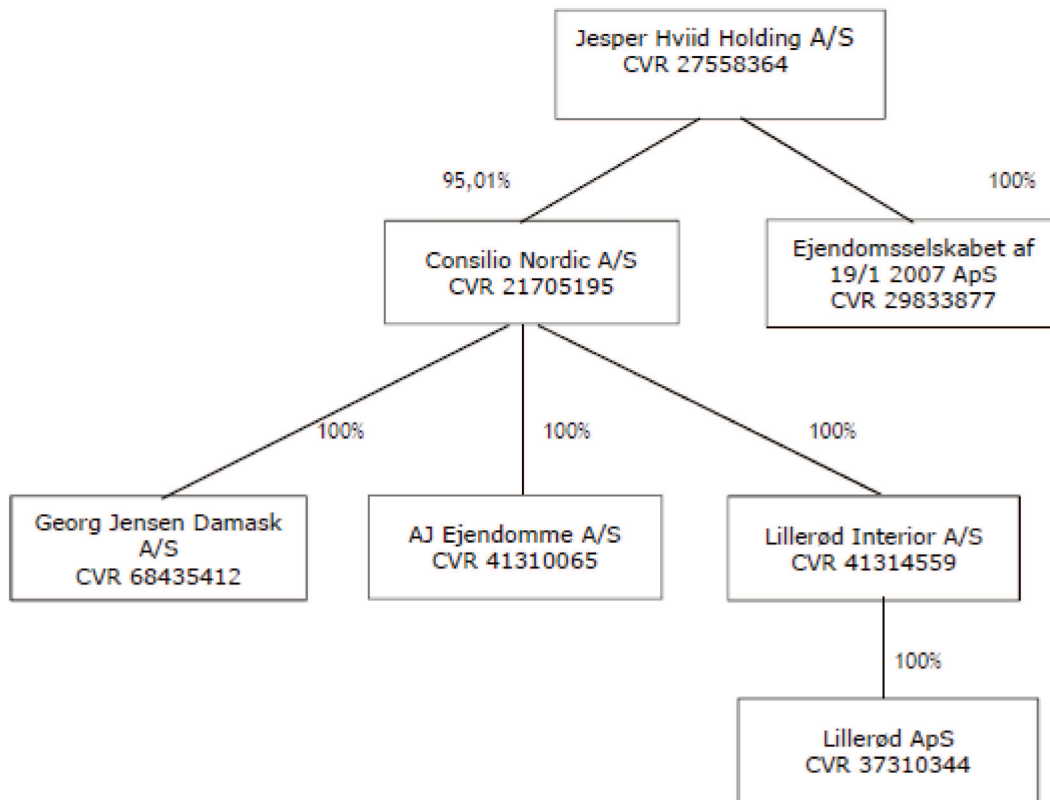 Jesper Hviid Holding A/S
CVR 27558364
95,01%
100%
Consilio Nordic A/S
CVR 21705195
Ejendomsselskabet af
19/1 2007 ApS
CVR 29833877
100%
100%
100%
Georg Jensen Damask
A/S
CVR 68435412
AJ Ejendomme A/S
CVR 41310065
Lillerød Interior A/S
CVR 41314559
100%
Lillerød ApS
CVR 37310344